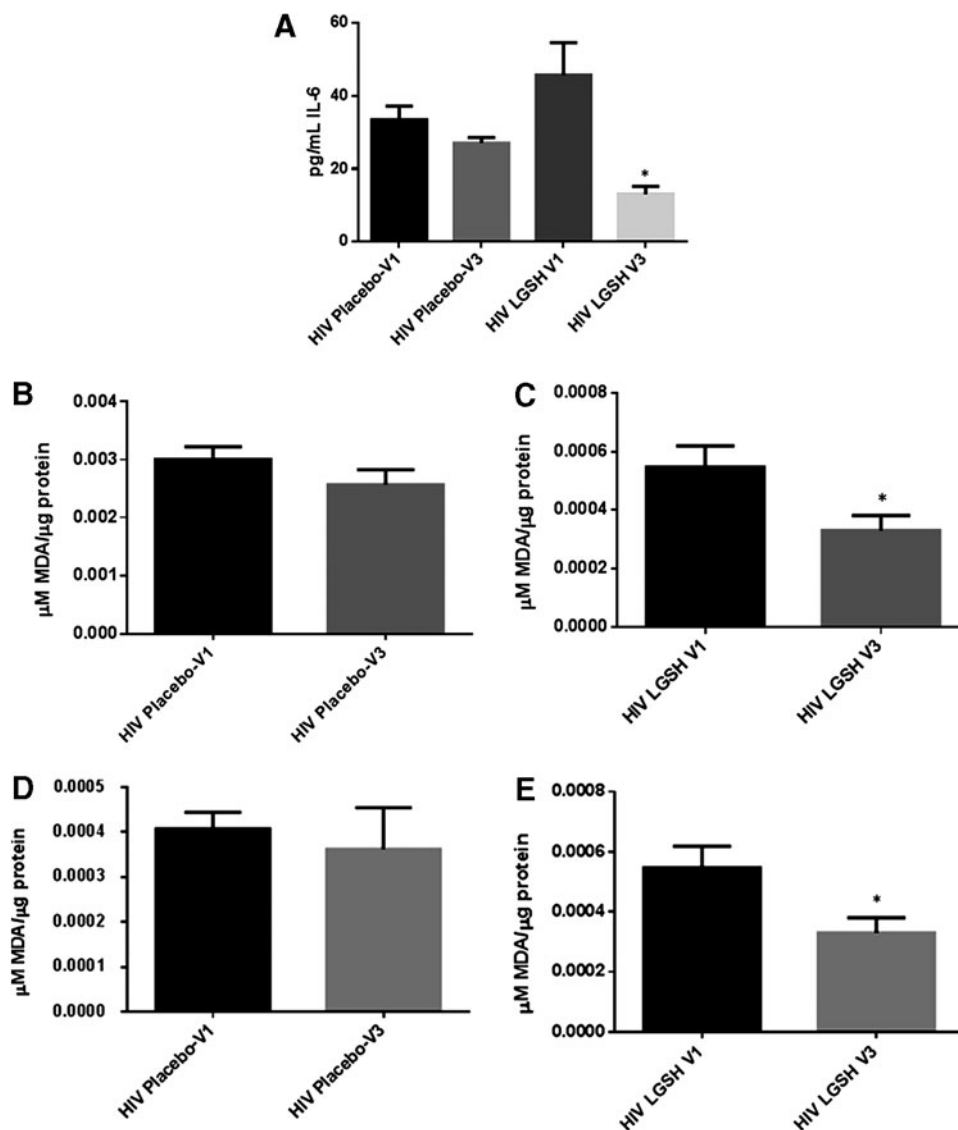 A
pg/mL IL-6
60
40
20
0
*
HIV Placebo-V1
HIV Placebo-V3
HIV LGSH V1
HIV LGSH V3
B
µM MDA/µg protein
0.004
0.003
0.002
0.001
0.000
HIV Placebo-V1
HIV Placebo-V3
C
µM MDA/µg protein
0.0008
0.0006
0.0004
0.0002
0.0000
*
HIV LGSH V1
HIV LGSH V3
D
µM MDA/µg protein
0.0005
0.0004
0.0003
0.0002
0.0001
0.0000
HIV Placebo-V1
HIV Placebo-V3
E
µM MDA/µg protein
0.0008
0.0006
0.0004
0.0002
0.0000
*
HIV LGSH V1
HIV LGSH V3